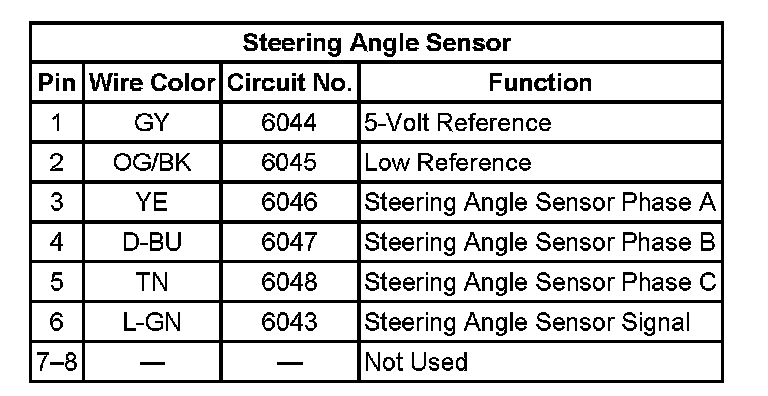 Steering Angle Sensor
Pin Wire Color Circuit No. Function
1 GY 6044 5-Volt Reference
2 OG/BK 6045 Low Reference
3 YE 6046 Steering Angle Sensor Phase A
4 D-BU 6047 Steering Angle Sensor Phase B
5 TN 6048 Steering Angle Sensor Phase C
6 L-GN 6043 Steering Angle Sensor Signal
7–8 — — Not Used